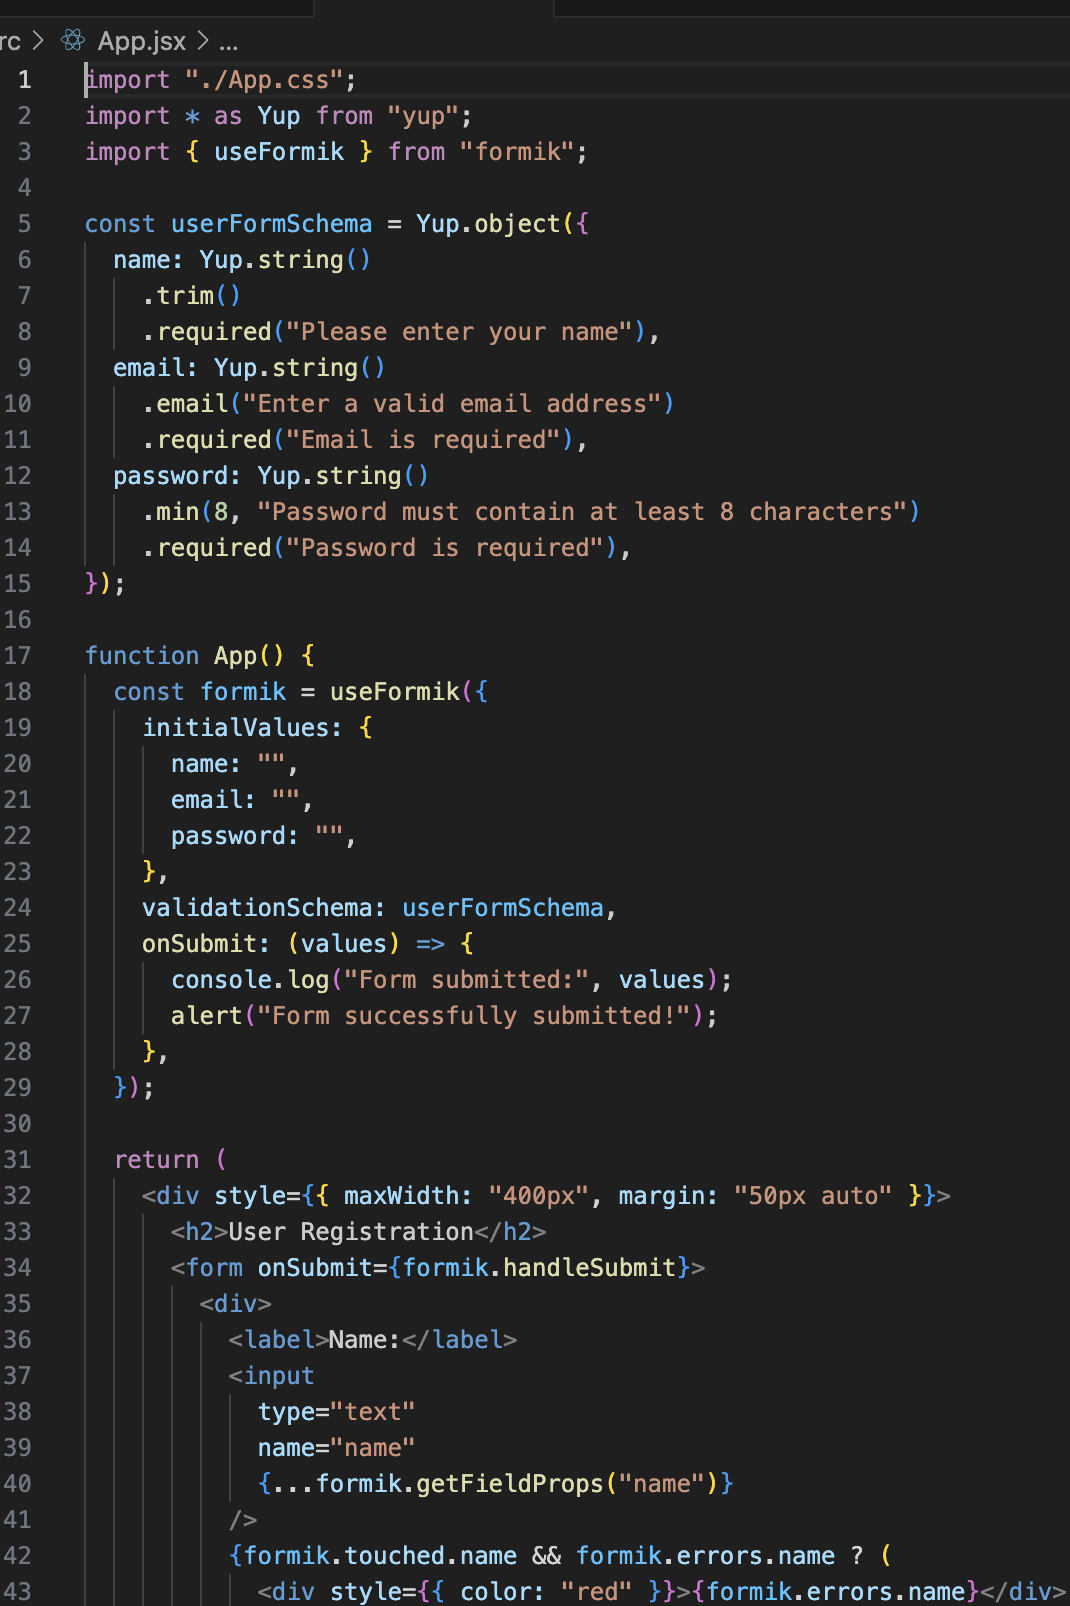 rc > App.jsx > ...
1 import "./App.css";
2 import * as Yup from "yup";
3 import { useFormik } from "formik";
4
5 const userFormSchema = Yup.object({
6   name: Yup.string()
7     .trim()
8     .required("Please enter your name"),
9   email: Yup.string()
10     .email("Enter a valid email address")
11     .required("Email is required"),
12   password: Yup.string()
13     .min(8, "Password must contain at least 8 characters")
14     .required("Password is required"),
15 });
16
17 function App() {
18   const formik = useFormik({
19     initialValues: {
20       name: "",
21       email: "",
22       password: "",
23     },
24     validationSchema: userFormSchema,
25     onSubmit: (values) => {
26       console.log("Form submitted:", values);
27       alert("Form successfully submitted!");
28     },
29   });
30
31   return (
32     <div style={{ maxWidth: "400px", margin: "50px auto" }}>
33       <h2>User Registration</h2>
34       <form onSubmit={formik.handleSubmit}>
35         <div>
36           <label>Name:</label>
37           <input
38             type="text"
39             name="name"
40             {...formik.getFieldProps("name")}
41           />
42           {formik.touched.name && formik.errors.name ? (
43             <div style={{ color: "red" }}>{formik.errors.name}</div>